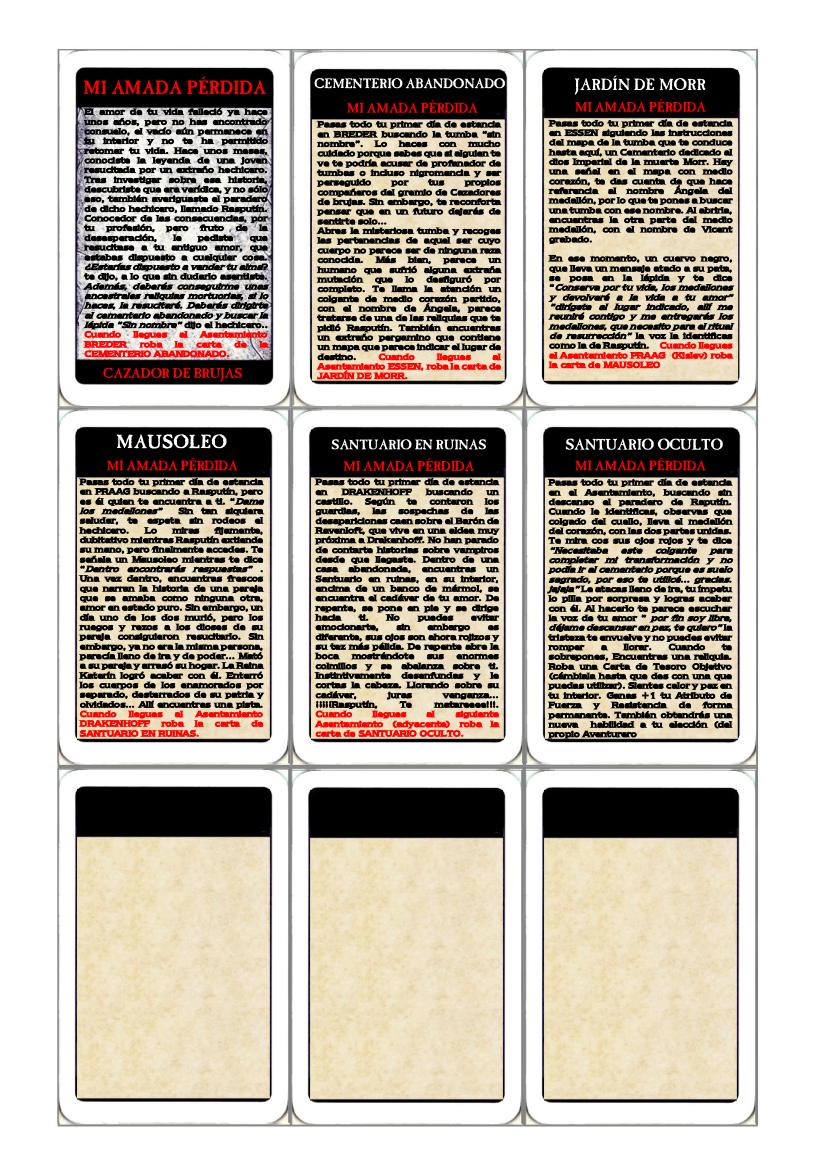 MI AMADA PÉRDIDA
El amor de tu vida falleció ya hace
unos años, pero no has encontrado
consuelo, el vacío aún permanece en
tu interior y no te ha permitido
retomar tu vida. Hace unos meses,
conociste la leyenda de una joven
resucitada por un extraño hechicero.
Tras investigar sobre esa historia,
descubriste que era verídica, y no sólo
eso, también averiguaste el paradero
de dicho hechicero, llamado Rasputín.
Conocedor de las consecuencias, por
tu profesión, pero fruto de la
desesperación, le pediste que
resucitase a tu antiguo amor, que
estabas dispuesto a cualquier cosa.
¿Estarías dispuesto a vender tu alma?
te dijo, a lo que sin dudarlo asentiste.
Además, deberás conseguirme unas
ancestrales reliquias mortuorias, si lo
haces, la resucitaré. Deberás dirigirte
al cementerio abandonado y buscar la
lápida "Sin nombre" dijo el hechicero..
Cuando llegues al Asentamiento
BREDER roba la carta de la
CEMENTERIO ABANDONADO.
CAZADOR DE BRUJAS
CEMENTERIO ABANDONADO
MI AMADA PÉRDIDA
Pasas todo tu primer día de estancia
en BREDER buscando la tumba "sin
nombre". Lo haces con mucho
cuidado porque sabes que si alguien te
ve te podría acusar de profanador de
tumbas o incluso nigromancia y ser
perseguido por tus propios
compañeros del gremio de Cazadores
de brujas. Sin embargo, te reconforta
pensar que en un futuro dejarás de
sentirte solo...
Abres la misteriosa tumba y recoges
las pertenencias de aquel ser cuyo
cuerpo no parece ser de ninguna raza
conocida. Más bien, parece un
humano que sufrió alguna extraña
mutación que lo desfiguró por
completo. Te llama la atención un
colgante de medio corazón partido,
con el nombre de Ángela, parece
tratarse de una de las reliquias que te
pidió Rasputín. También encuentras
un extraño pergamino que contiene
un mapa que parece indicar el lugar de
destino. Cuando llegues al
Asentamiento ESSEN, roba la carta de
JARDÍN DE MORR.
JARDÍN DE MORR
MI AMADA PÉRDIDA
Pasas todo tu primer día de estancia
en ESSEN siguiendo las instrucciones
del mapa de la tumba que te conduce
hasta aquí, un Cementerio dedicado al
dios Imperial de la muerte Morr. Hay
una señal en el mapa con medio
corazón, te das cuenta de que hace
referencia al nombre Ángela del
medallón, por lo que te pones a buscar
una tumba con ese nombre. Al abrirla,
encuentras la otra parte del medio
medallón, con el nombre de Vicent
grabado.
En ese momento, un cuervo negro,
que lleva un mensaje atado a su pata,
se posa en la lápida y te dice
"Conserva por tu vida, los medallones
y devolveré a la vida a tu amor"
"dirígete al lugar indicado, allí me
reuniré contigo y me entregarás los
medallones, que necesito para el ritual
de resurrección" la voz la identificas
como la de Rasputín. Cuando llegues
al Asentamiento PRAAG (Kislev) roba
la carta de MAUSOLEO
MAUSOLEO
MI AMADA PÉRDIDA
Pasas todo tu primer día de estancia
en PRAAG buscando a Rasputín, pero
es él quien te encuentra a ti. "Dame
los medallones" Sin tan siquiera
saludar, te espeta sin rodeos el
hechicero. Lo miras fijamente,
dubitativo mientras Rasputín extiende
su mano, pero finalmente accedes. Te
señala un Mausoleo mientras te dice
"Dentro encontrarás respuestas" .
Una vez dentro, encuentras frescos
que narran la historia de una pareja
que se amaba como ninguna otra,
amor en estado puro. Sin embargo, un
día uno de los dos murió, pero los
ruegos y rezos a los dioses de su
pareja consiguieron resucitarlo. Sin
embargo, ya no era la misma persona,
parecía lleno de ira y de poder... Mató
a su pareja y arrasó su hogar. La Reina
Katarin logró acabar con él. Enterró
los cuerpos de los enamorados por
separado, desterrados de su patria y
olvidados... Allí encuentras una pista.
Cuando llegues al Asentamiento
DRAKENHOFF roba la carta de
SANTUARIO EN RUINAS.
SANTUARIO EN RUINAS
MI AMADA PÉRDIDA
Pasas todo tu primer día de estancia
en DRAKENHOFF buscando un
castillo. Según te contaron los
guardias, las sospechas de las
desapariciones caen sobre el Barón de
Ravenloft, que vive en una aldea muy
próxima a Drakanhoff. No han parado
de contarte historias sobre vampiros
desde que llegaste. Dentro de una
casa abandonada, encuentras un
Santuario en ruinas, en su interior,
encima de un banco de mármol, se
encuentra el cadáver de tu amor. De
repente, se pone en pie y se dirige
hacia ti. No puedes evitar
emocionarte, sin embargo es
diferente, sus ojos son ahora rojizos y
su tez más pálida. De repente abre la
boca mostrándote sus enormes
colmillos y se abalanza sobre ti.
Instintivamente desenfundas y le
cortas la cabeza. Llorando sobre su
cadáver, juras venganza...
¡¡¡¡¡Rasputín, Te matareeee!!!.
Cuando llegues al siguiente
Asentamiento (adyacente) roba la
carta de SANTUARIO OCULTO.
SANTUARIO OCULTO
MI AMADA PÉRDIDA
Pasas todo tu primer día de estancia
en el Asentamiento, buscando sin
descanso el paradero de Raputín.
Cuando le identificas, observas que
colgado del cuello, lleva el medallón
del corazón, con las dos partes unidas.
Te mira cos sus ojos rojos y te dice
"Necesitaba este colgante para
completar mi transformación y no
podía ir al cementerio porque es suelo
sagrado, por eso te utilicé... gracias.
jajaja" Le atacas lleno de ira, tu ímpetu
lo pilla por sorpresa y logras acabar
con él. Al hacerlo te parece escuchar
la voz de tu amor " por fin soy libre,
déjame descansar en paz, te quiero" la
tristeza te envuelve y no puedes evitar
romper a llorar. Cuando te
sobrepones, Encuentras una reliquia.
Roba una Carta de Tesoro Objetivo
(cámbiala hasta que des con una que
puedas utilizar). Sientes calor y paz en
tu interior. Ganas +1 tu Atributo de
Fuerza y Resistencia de forma
permanente. También obtendrás una
nueva habilidad a tu elección (del
propio Aventurero